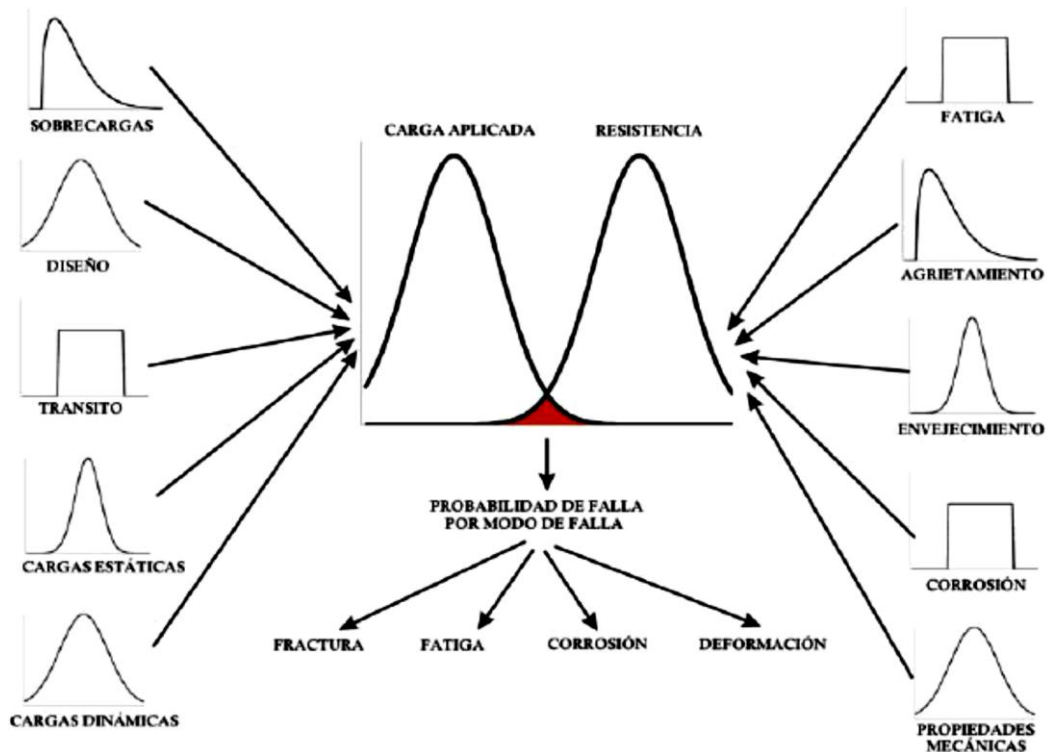 SOBRECARGAS
DISEÑO
TRANSITO
CARGAS ESTÁTICAS
CARGAS DINÁMICAS
CARGA APLICADA
RESISTENCIA
PROBABILIDAD DE FALLA
POR MODO DE FALLA
FRACTURA
FATIGA
CORROSIÓN
DEFORMACIÓN
FATIGA
AGRIETAMIENTO
ENVEJECIMIENTO
CORROSIÓN
PROPIEDADES
MECÁNICAS